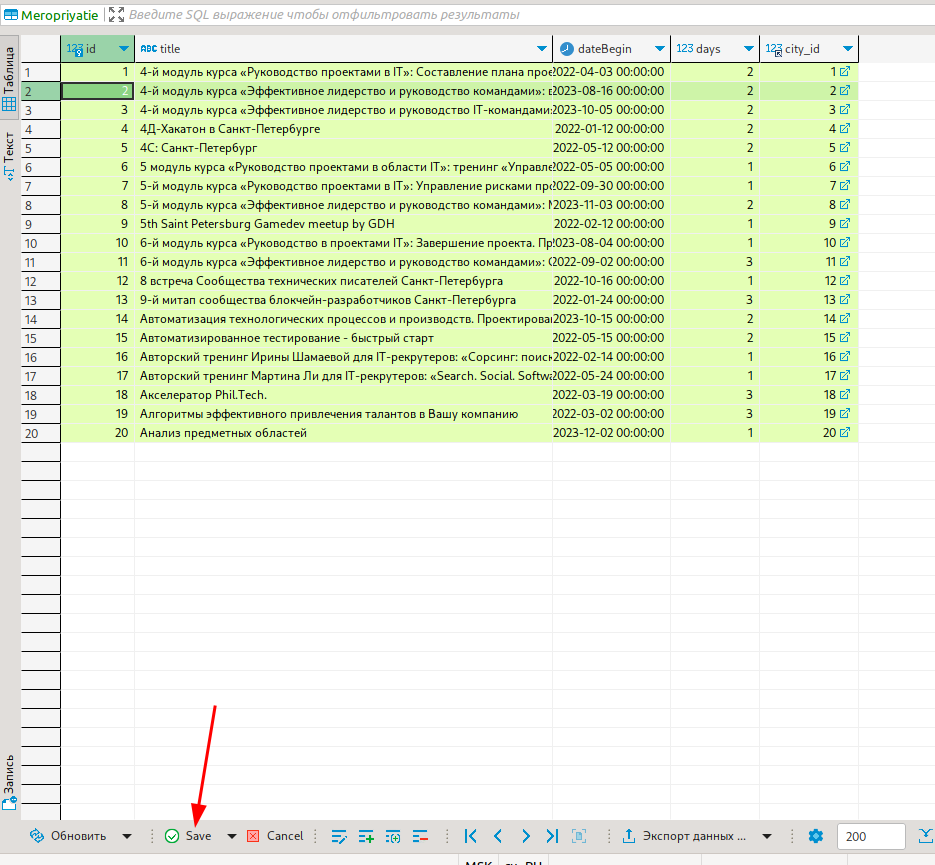 Meropriyatie Введите SQL выражение чтобы отфильтровать результаты
123 id ABC title dateBegin 123 days 123 city_id
1 1 4-й модуль курса «Руководство проектами в IT»: Составление плана прое 2022-04-03 00:00:00 2 1
2 2 4-й модуль курса «Эффективное лидерство и руководство командами»: в 2023-08-16 00:00:00 2 2
3 3 4-й модуль курса «Эффективное лидерство и руководство IT-командами: 2023-10-05 00:00:00 2 3
4 4 4Д-Хакатон в Санкт-Петербурге 2022-01-12 00:00:00 2 4
5 5 4С: Санкт-Петербург 2022-05-12 00:00:00 2 5
6 6 5 модуль курса «Руководство проектами в области IT»: тренинг «Управле 2022-05-05 00:00:00 1 6
7 7 5-й модуль курса «Руководство проектами в IT»: Управление рисками про 2022-09-30 00:00:00 1 7
8 8 5-й модуль курса «Эффективное лидерство и руководство командами»: 2023-11-03 00:00:00 2 8
9 9 5th Saint Petersburg Gamedev meetup by GDH 2022-02-12 00:00:00 1 9
10 10 6-й модуль курса «Руководство в проектами IT»: Завершение проекта. Пр 2023-08-04 00:00:00 1 10
11 11 6-й модуль курса «Эффективное лидерство и руководство командами»: 2022-09-02 00:00:00 3 11
12 12 8 встреча Сообщества технических писателей Санкт-Петербурга 2022-10-16 00:00:00 1 12
13 13 9-й митап сообщества блокчейн-разработчиков Санкт-Петербурга 2022-01-24 00:00:00 3 13
14 14 Автоматизация технологических процессов и производств. Проектирова 2023-10-15 00:00:00 2 14
15 15 Автоматизированное тестирование - быстрый старт 2022-05-15 00:00:00 2 15
16 16 Авторский тренинг Ирины Шамаевой для IT-рекрутеров: «Сорсинг: поиск 2022-02-14 00:00:00 1 16
17 17 Авторский тренинг Мартина Ли для IT-рекрутеров: «Search. Social. Softwa 2022-05-24 00:00:00 1 17
18 18 Акселератор Phil.Tech. 2022-03-19 00:00:00 3 18
19 19 Алгоритмы эффективного привлечения талантов в Вашу компанию 2022-03-02 00:00:00 3 19
20 20 Анализ предметных областей 2023-12-02 00:00:00 1 20
Таблица
Текст
Запись
Обновить Save Cancel Экспорт данных ... 200